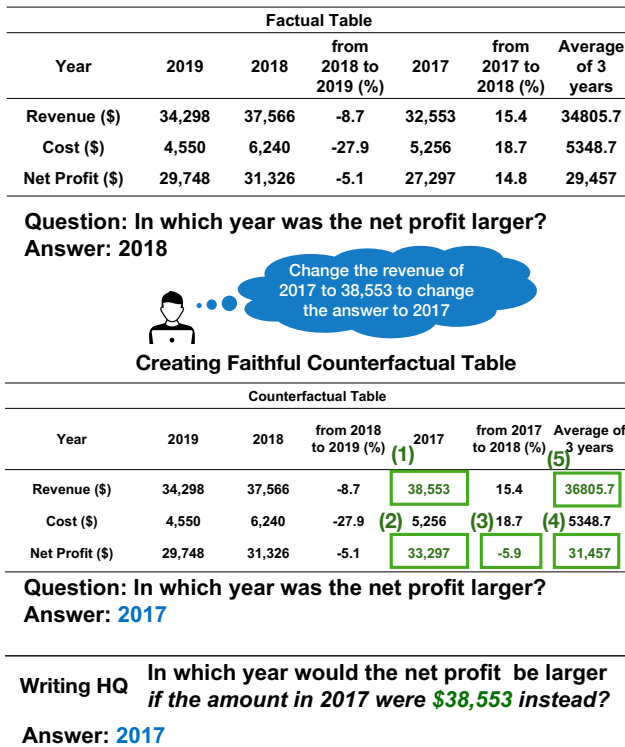 Factual Table
Year 2019 2018 from 2018 to 2019 (%) 2017 from 2017 to 2018 (%) Average of 3 years
Revenue ($) 34,298 37,566 -8.7 32,553 15.4 34805.7
Cost ($) 4,550 6,240 -27.9 5,256 18.7 5348.7
Net Profit ($) 29,748 31,326 -5.1 27,297 14.8 29,457
Question: In which year was the net profit larger?
Answer: 2018
Change the revenue of
2017 to 38,553 to change
the answer to 2017
Creating Faithful Counterfactual Table
Counterfactual Table
Year 2019 2018 from 2018 to 2019 (%) 2017 from 2017 to 2018 (%) Average of 3 years
(1) (5)
Revenue ($) 34,298 37,566 -8.7 38,553 15.4 36805.7
Cost ($) 4,550 6,240 -27.9 (2) 5,256 (3) 18.7 (4) 5348.7
Net Profit ($) 29,748 31,326 -5.1 33,297 -5.9 31,457
Question: In which year was the net profit larger?
Answer: 2017
Writing HQ In which year would the net profit be larger
if the amount in 2017 were $38,553 instead?
Answer: 2017